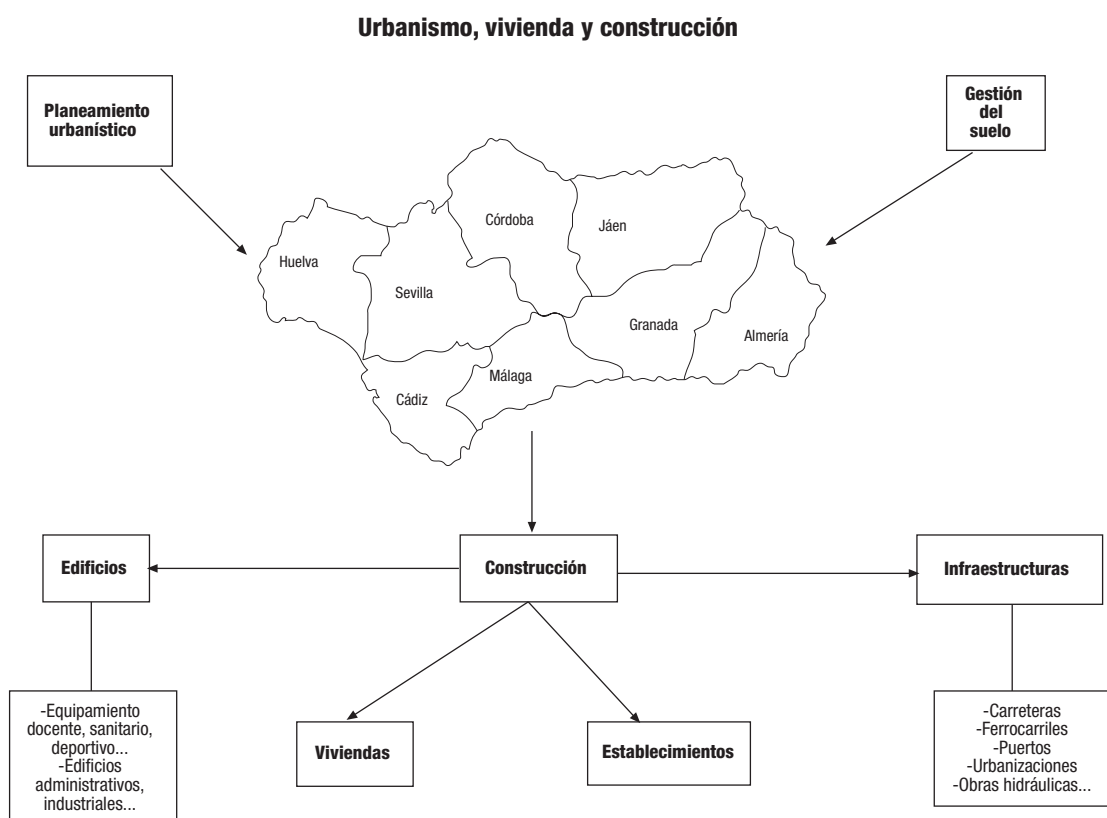 Urbanismo, vivienda y construcción
Planeamiento
urbanístico
Gestión
del
suelo
Córdoba
Jáen
Huelva
Sevilla
Granada
Almería
Málaga
Cádiz
Edificios
Construcción
Infraestructuras
-Equipamiento
docente, sanitario,
deportivo...
-Edificios
administrativos,
industriales...
Viviendas
Establecimientos
-Carreteras
-Ferrocarriles
-Puertos
-Urbanizaciones
-Obras hidráulicas...